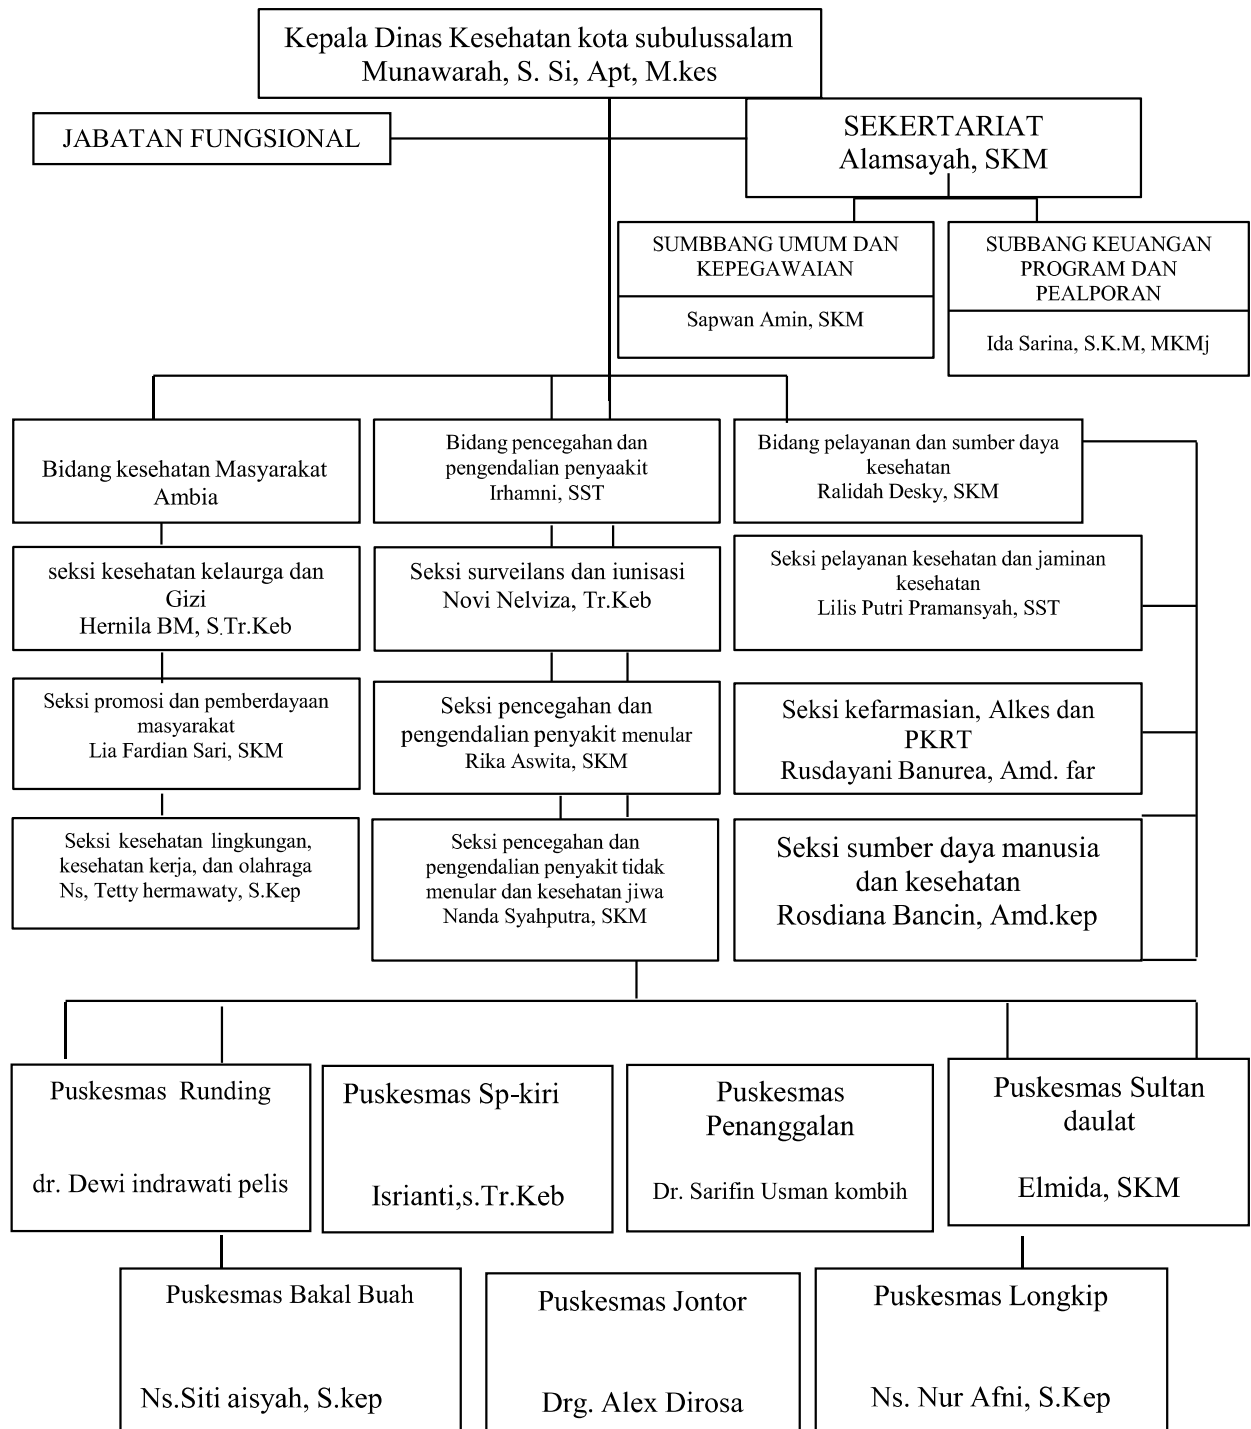 Kepala Dinas Kesehatan kota subulussalam
Munawarah, S. Si, Apt, M.kes
JABATAN FUNGSIONAL
SEKERTARIAT
Alamsayah, SKM
SUMBBANG UMUM DAN
KEPEGAWAIAN
Sapwan Amin, SKM
SUBBANG KEUANGAN
PROGRAM DAN
PEALPORAN
Ida Sarina, S.K.M, MKMj
Bidang kesehatan Masyarakat
Ambia
Bidang pencegahan dan
pengendalian penyaakit
Irhamni, SST
Bidang pelayanan dan sumber daya
kesehatan
Ralidah Desky, SKM
seksi kesehatan kelaurga dan
Gizi
Hernila BM, S.Tr.Keb
Seksi surveilans dan iunisasi
Novi Nelviza, Tr.Keb
Seksi pelayanan kesehatan dan jaminan
kesehatan
Lilis Putri Pramansyah, SST
Seksi promosi dan pemberdayaan
masyarakat
Lia Fardian Sari, SKM
Seksi pencegahan dan
pengendalian penyakit menular
Rika Aswita, SKM
Seksi kefarmasian, Alkes dan
PKRT
Rusdayani Banurea, Amd. far
Seksi kesehatan lingkungan,
kesehatan kerja, dan olahraga
Ns, Tetty hermawaty, S.Kep
Seksi pencegahan dan
pengendalian penyakit tidak
menular dan kesehatan jiwa
Nanda Syahputra, SKM
Seksi sumber daya manusia
dan kesehatan
Rosdiana Bancin, Amd.kep
Puskesmas Runding
dr. Dewi indrawati pelis
Puskesmas Sp-kiri
Isrianti,s.Tr.Keb
Puskesmas
Penanggalan
Dr. Sarifin Usman kombih
Puskesmas Sultan
daulat
Elmida, SKM
Puskesmas Bakal Buah
Ns.Siti aisyah, S.kep
Puskesmas Jontor
Drg. Alex Dirosa
Puskesmas Longkip
Ns. Nur Afni, S.Kep